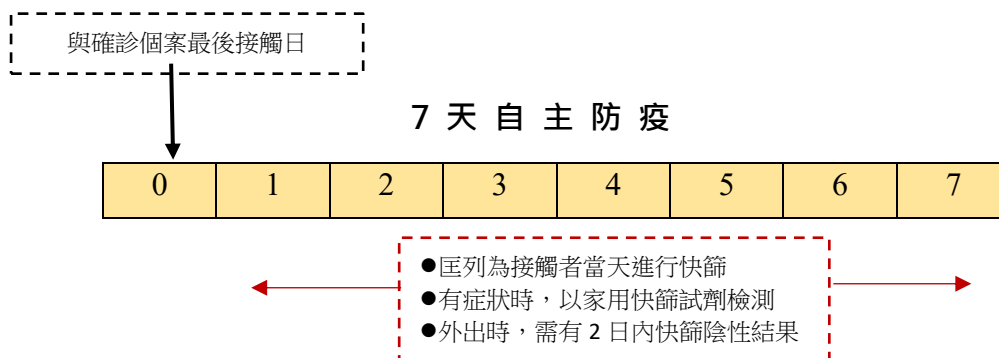 與確診個案最後接觸日
7 天 自 主 防 疫
0 1 2 3 4 5 6 7
●匡列為接觸者當天進行快篩
●有症狀時，以家用快篩試劑檢測
●外出時，需有 2 日內快篩陰性結果